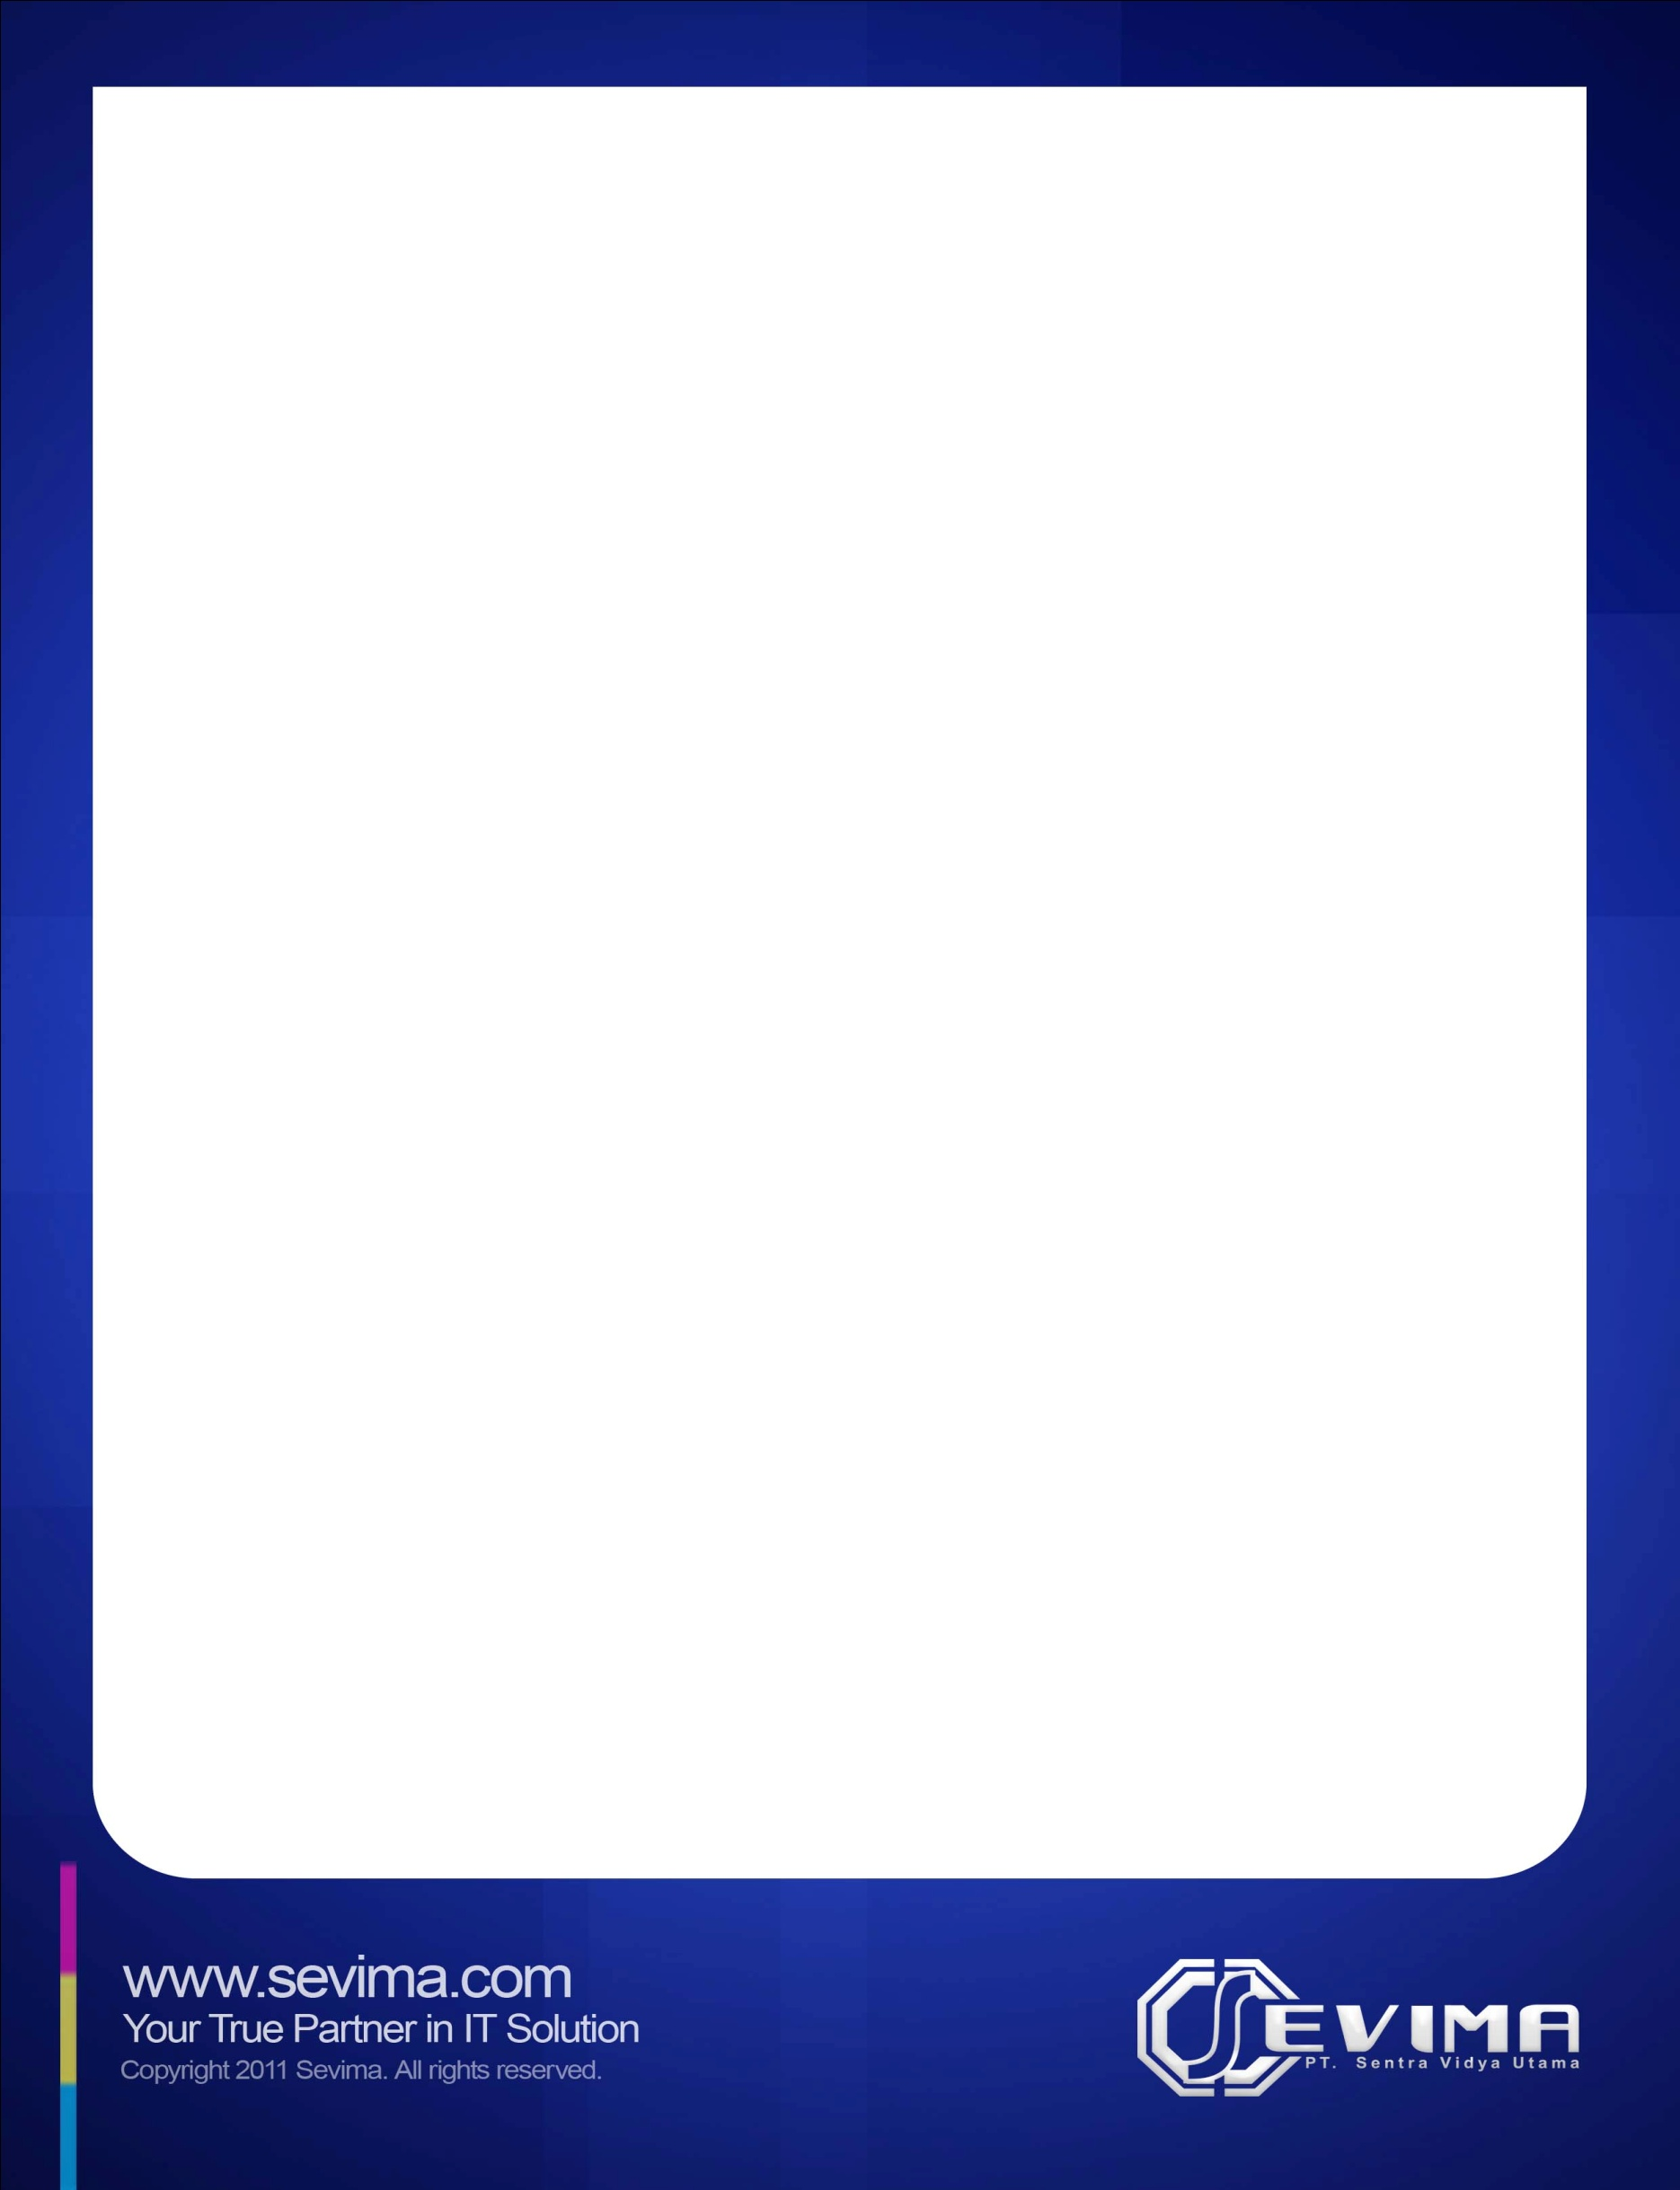 www.sevima.com
Your True Partner in IT Solution
Copyright 2011 Sevima. All rights reserved.
SEVIMA
PT. Sentra Vidya Utama